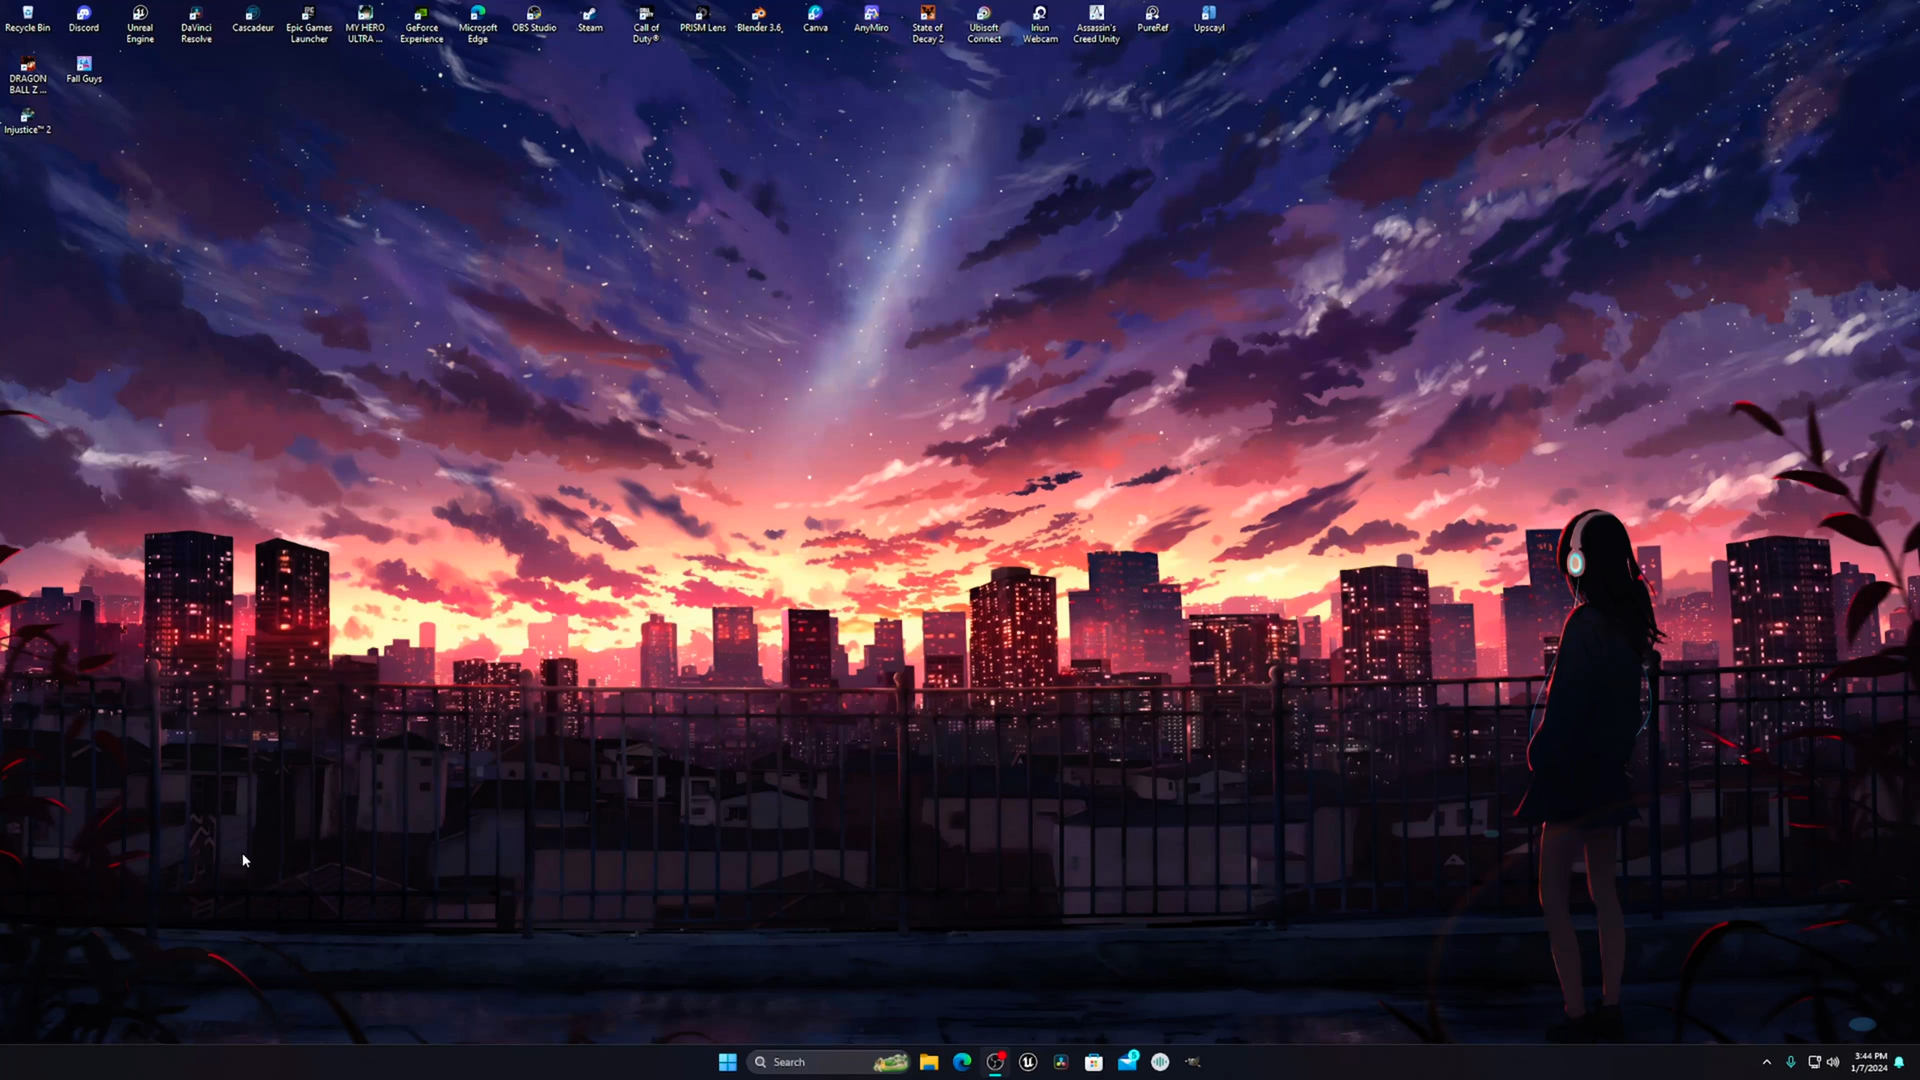 Recycle Bin
Discord
Unreal
Engine
DaVinci
Resolve
Cascadeur
Epic Games
Launcher
MY HERO
ULTRA ...
GeForce
Experience
Microsoft
Edge
OBS Studio
Steam
Call of
Duty®
PRISM Lens
Blender 3.6,
Canva
AnyMiro
State of
Decay 2
Ubisoft
Connect
Iriun
Webcam
Assassin's
Creed Unity
PureRef
Upscayl
DRAGON
BALL Z ...
Fall Guys
Injustice™ 2
Search
3:44 PM
1/7/2024